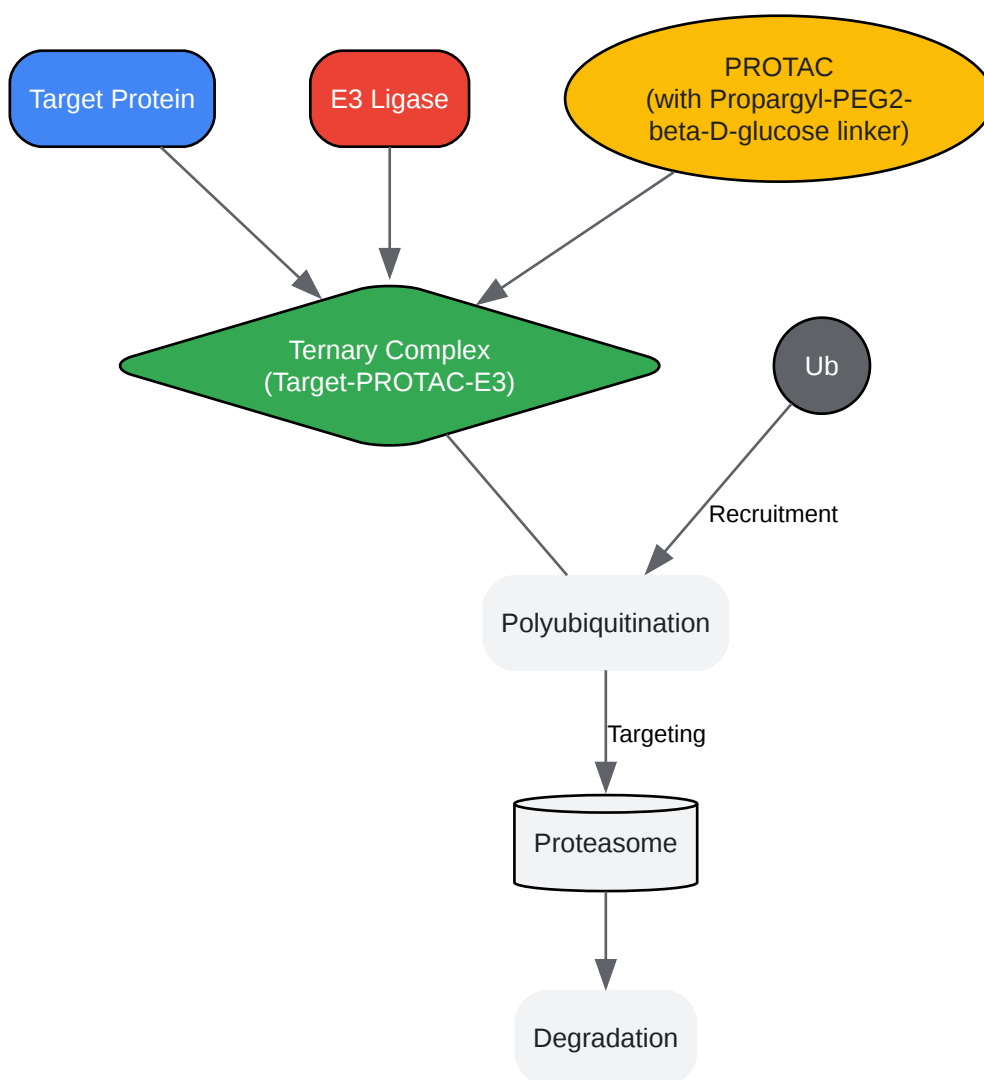 Target Protein
E3 Ligase
PROTAC
(with Propargyl-PEG2-
beta-D-glucose linker)
Ternary Complex
(Target-PROTAC-E3)
Ub
Recruitment
Polyubiquitination
Targeting
Proteasome
Degradation